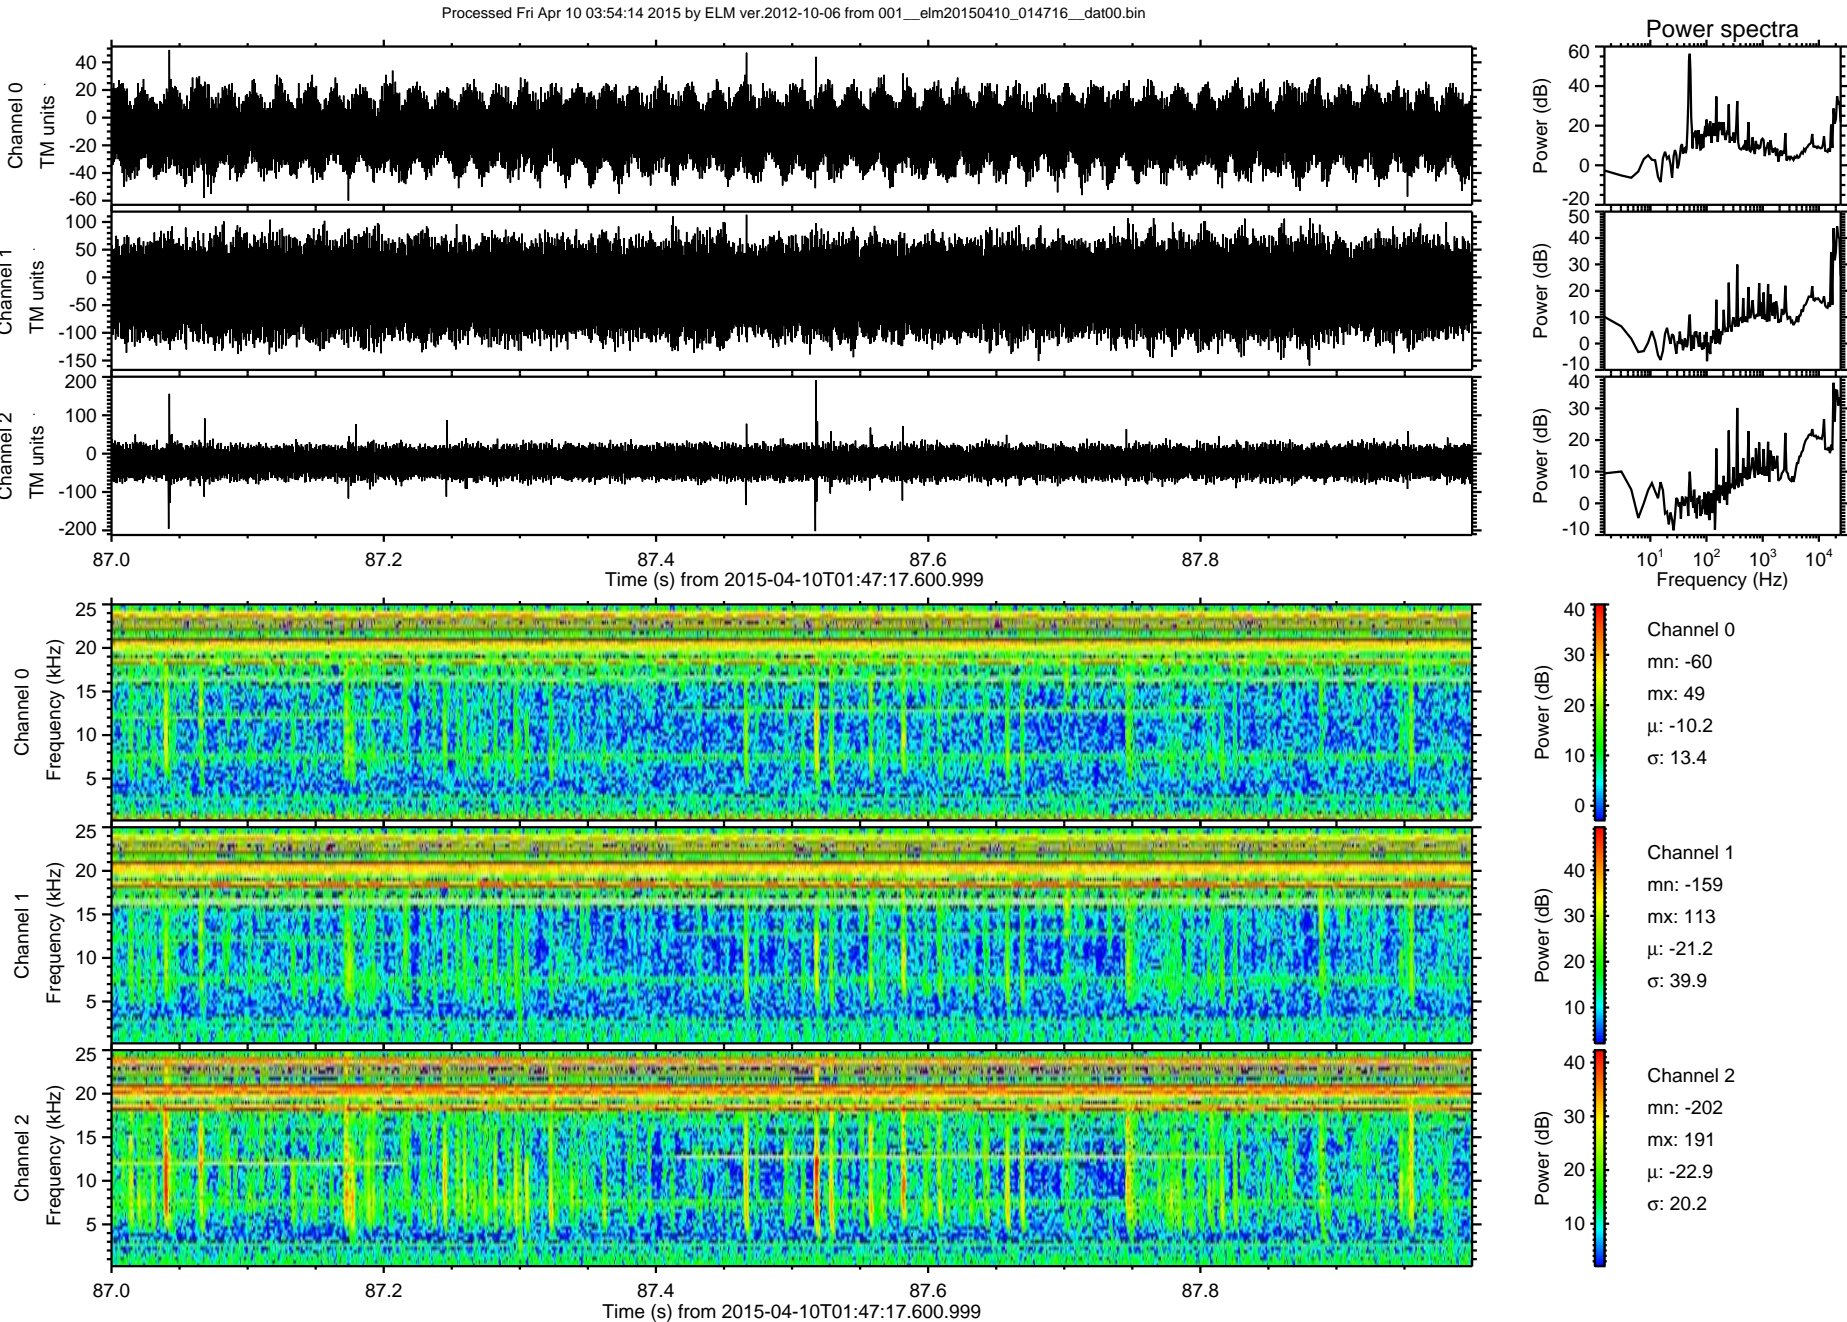 Processed Fri Apr 10 03:54:14 2015 by ELM ver.2012-10-06 from 001__elm20150410_014716__dat00.bin
Power spectra
Channel 0
TM units
40
20
0
-20
-40
-60
Power (dB)
60
40
20
0
-20
Channel 1
TM units
100
50
0
-50
-100
-150
Power (dB)
50
40
30
20
10
0
-10
Channel 2
TM units
200
100
0
-100
-200
Power (dB)
40
30
20
10
0
-10
87.0
87.2
87.4
87.6
87.8
Time (s) from 2015-04-10T01:47:17.600.999
10¹
10²
10³
10⁴
Frequency (Hz)
Channel 0
Frequency (kHz)
25
20
15
10
5
Power (dB)
40
30
20
10
0
Channel 0
mn: -60
mx: 49
μ: -10.2
σ: 13.4
Channel 1
Frequency (kHz)
25
20
15
10
5
Power (dB)
40
30
20
10
Channel 1
mn: -159
mx: 113
μ: -21.2
σ: 39.9
Channel 2
Frequency (kHz)
25
20
15
10
5
Power (dB)
40
30
20
10
Channel 2
mn: -202
mx: 191
μ: -22.9
σ: 20.2
87.0
87.2
87.4
87.6
87.8
Time (s) from 2015-04-10T01:47:17.600.999